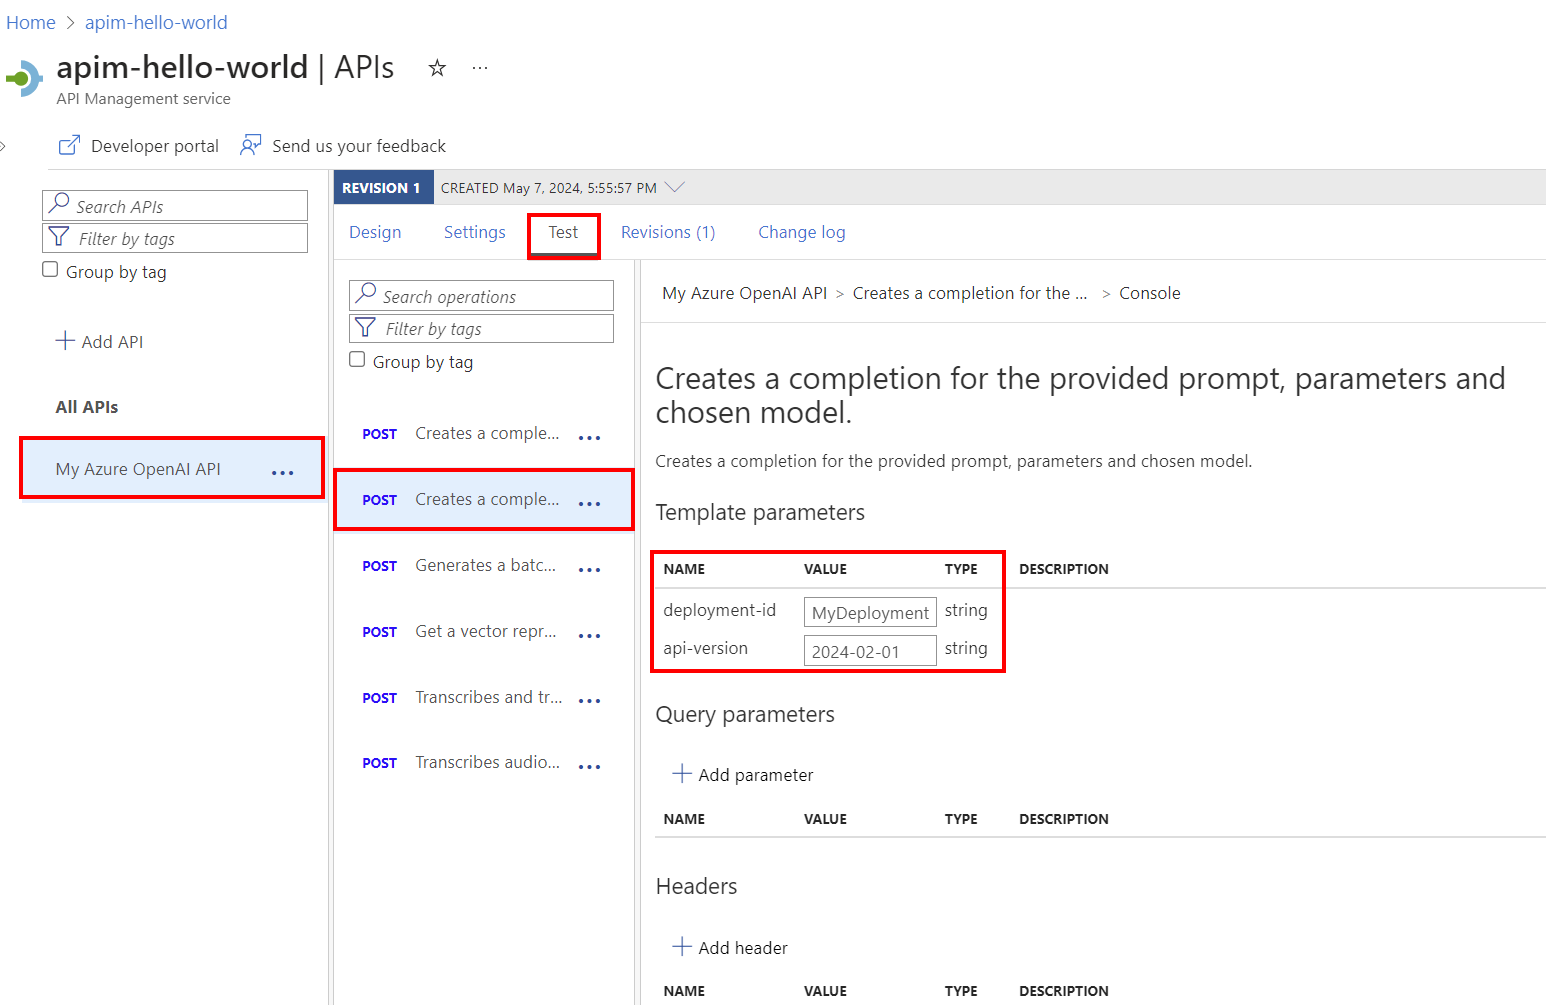 Home > apim-hello-world
apim-hello-world | APIs
API Management service
Developer portal
Send us your feedback
Search APIs
Filter by tags
Group by tag
Add API
All APIs
My Azure OpenAI API
REVISION 1 CREATED May 7, 2024, 5:55:57 PM
Design Settings Test Revisions (1) Change log
Search operations
Filter by tags
Group by tag
POST Creates a comple...
POST Creates a comple...
POST Generates a batc...
POST Get a vector repr...
POST Transcribes and tr...
POST Transcribes audio...
My Azure OpenAI API > Creates a completion for the ... > Console
Creates a completion for the provided prompt, parameters and
chosen model.
Creates a completion for the provided prompt, parameters and chosen model.
Template parameters
NAME VALUE TYPE DESCRIPTION
deployment-id MyDeployment string
api-version 2024-02-01 string
Query parameters
Add parameter
NAME VALUE TYPE DESCRIPTION
Headers
Add header
NAME VALUE TYPE DESCRIPTION